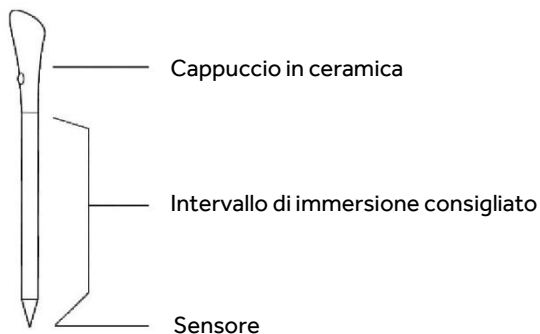 Cappuccio in ceramica
Intervallo di immersione consigliato
Sensore